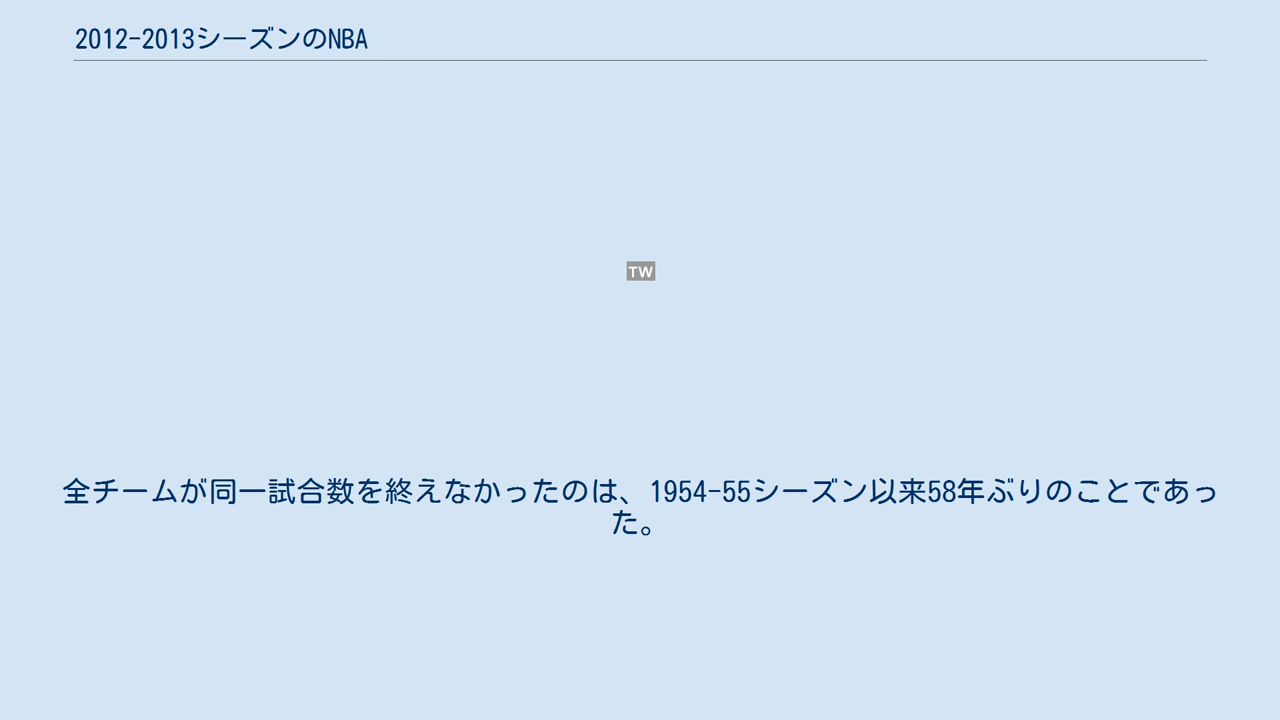 2012-2013シーズンのNBA
TW
全チームが同一試合数を終えなかったのは、1954-55シーズン以来58年ぶりのことであっ
た。